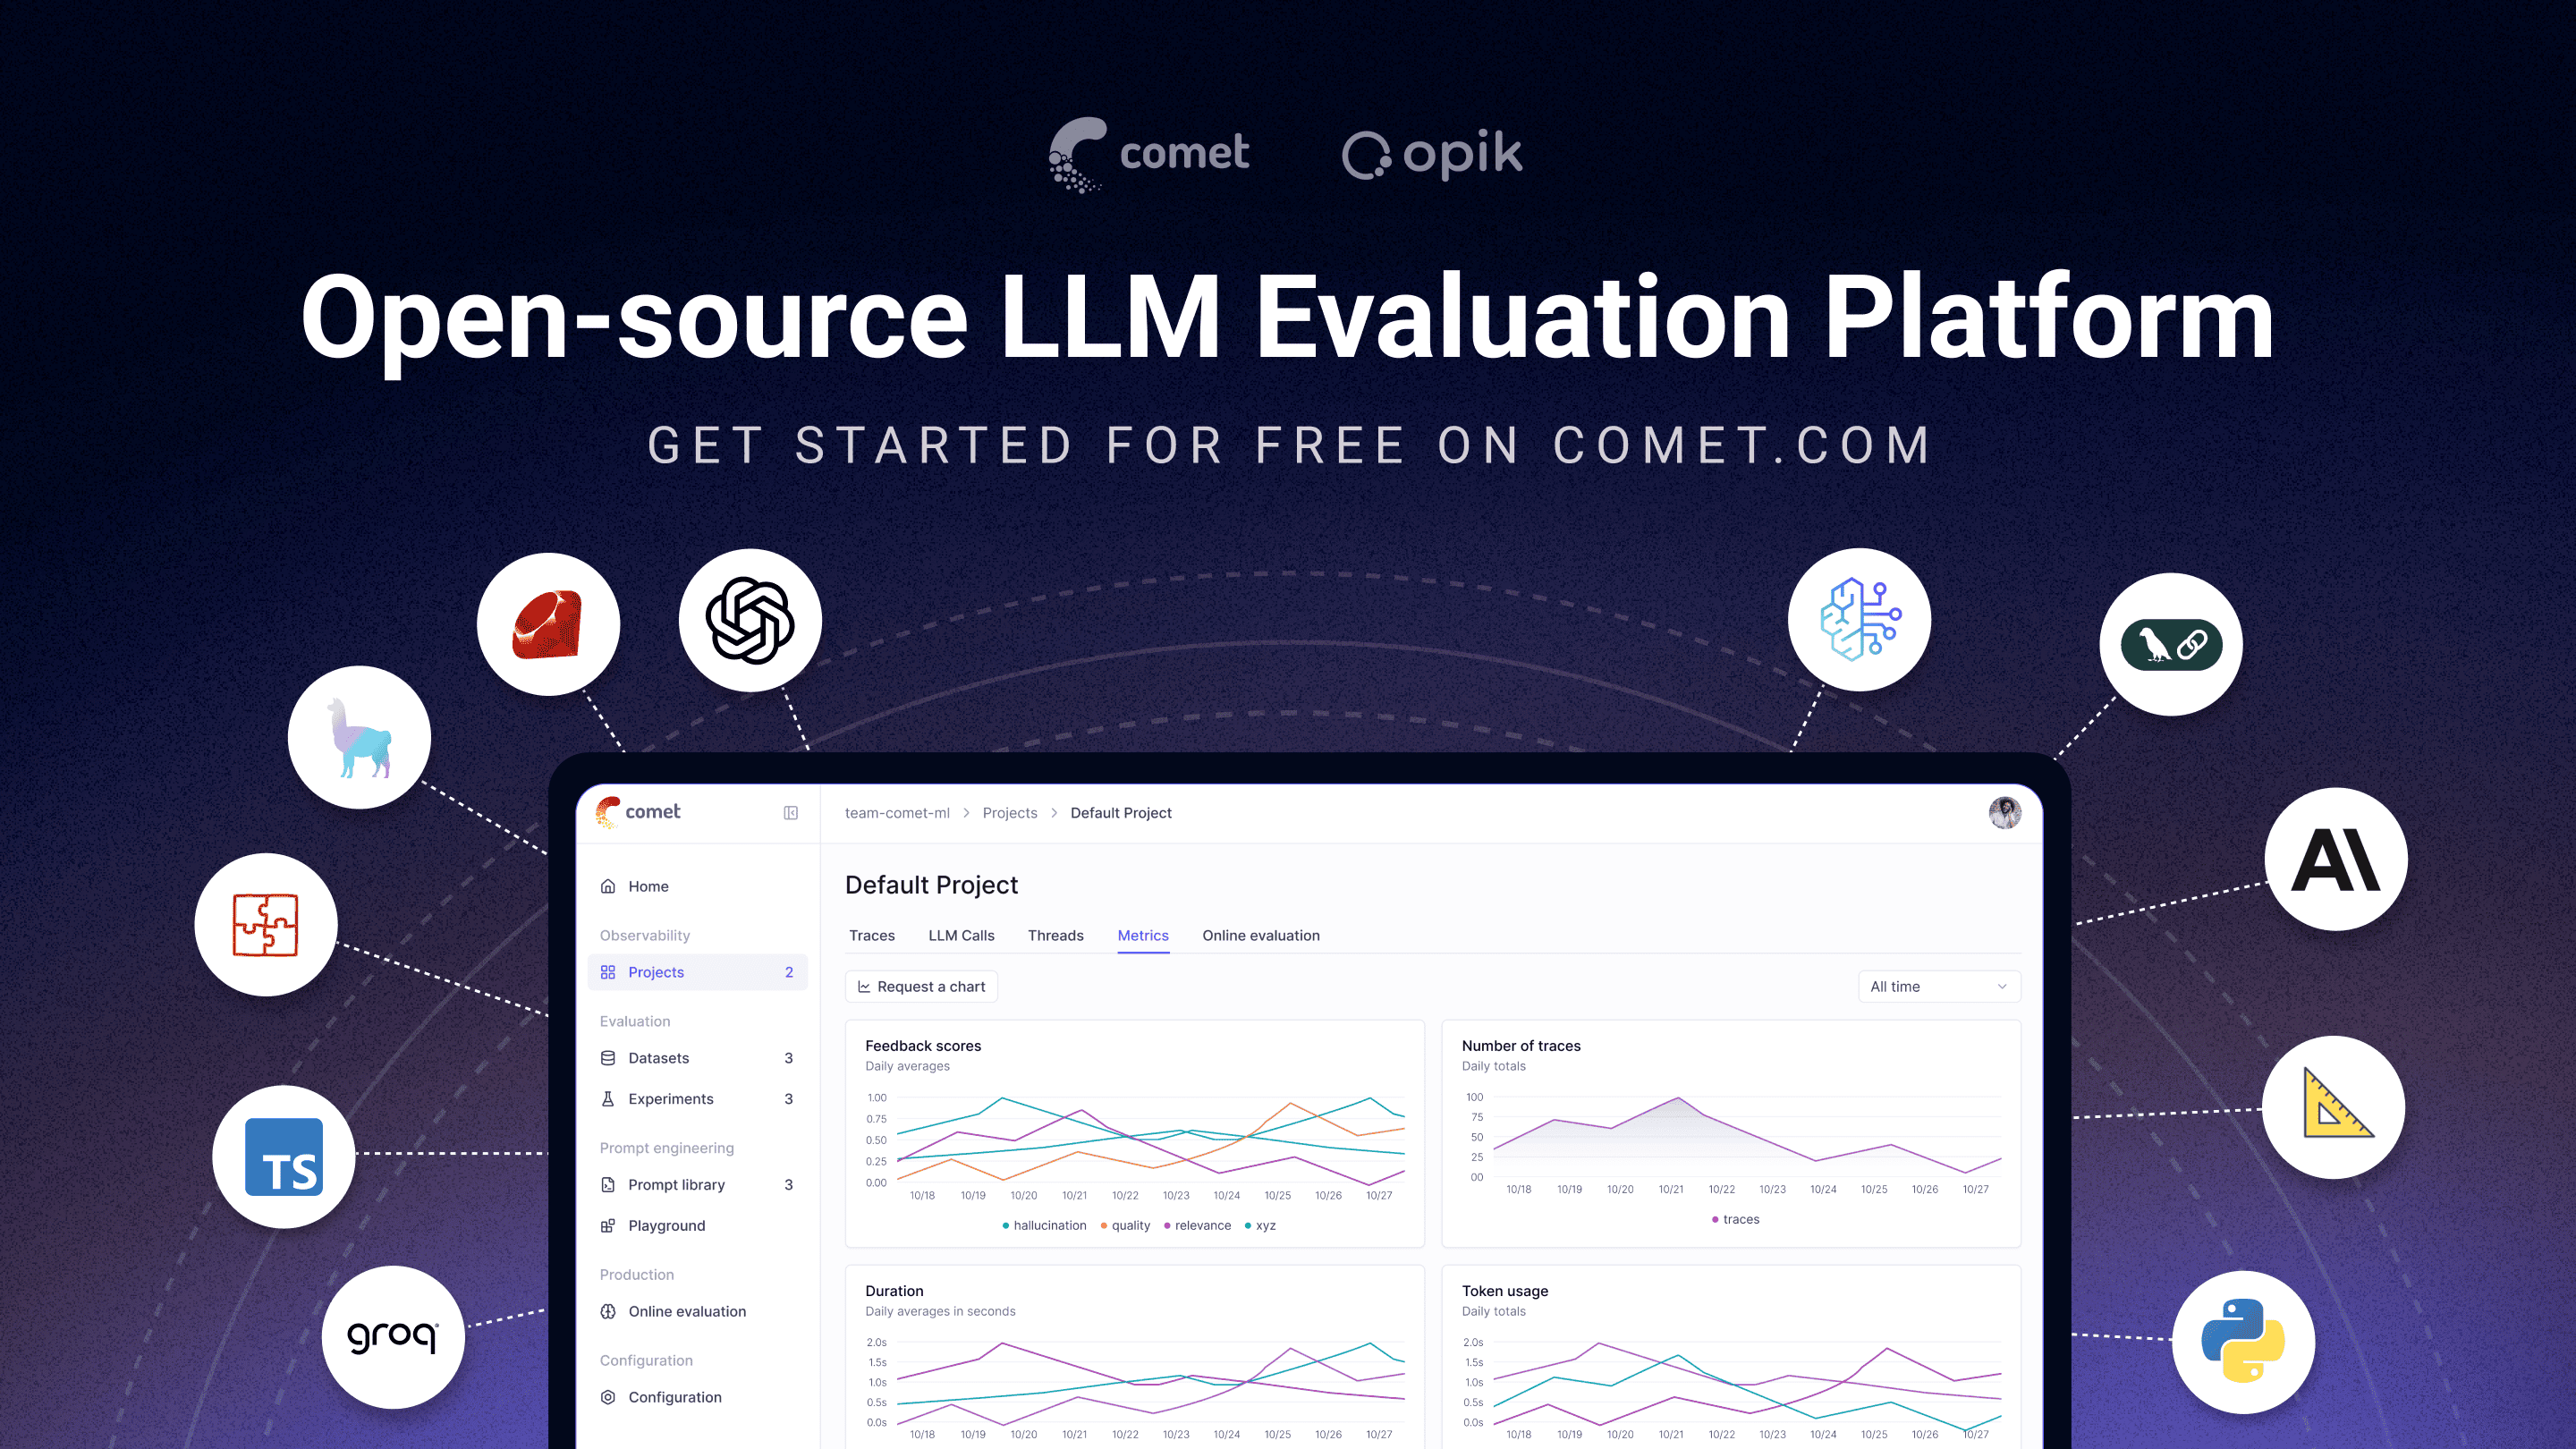 comet
opik
Open-source LLM Evaluation Platform
GET STARTED FOR FREE ON COMET.COM
TS
groq
comet
Home
Observability
Projects 2
Evaluation
Datasets 3
Experiments 3
Prompt engineering
Prompt library 3
Playground
Production
Online evaluation
Configuration
Configuration
team-comet-ml > Projects > Default Project
Default Project
Traces LLM Calls Threads Metrics Online evaluation
Request a chart
All time
Feedback scores
Daily averages
1.00
0.75
0.50
0.25
0.00
10/18 10/19 10/20 10/21 10/22 10/23 10/24 10/25 10/26 10/27
hallucination quality relevance xyz
Number of traces
Daily totals
100
75
50
25
00
10/18 10/19 10/20 10/21 10/22 10/23 10/24 10/25 10/26 10/27
traces
Duration
Daily averages in seconds
2.0s
1.5s
1.0s
0.5s
0.0s
10/18 10/19 10/20 10/21 10/22 10/23 10/24 10/25 10/26 10/27
Token usage
Daily totals
2.0s
1.5s
1.0s
0.5s
0.0s
10/18 10/19 10/20 10/21 10/22 10/23 10/24 10/25 10/26 10/27
A\